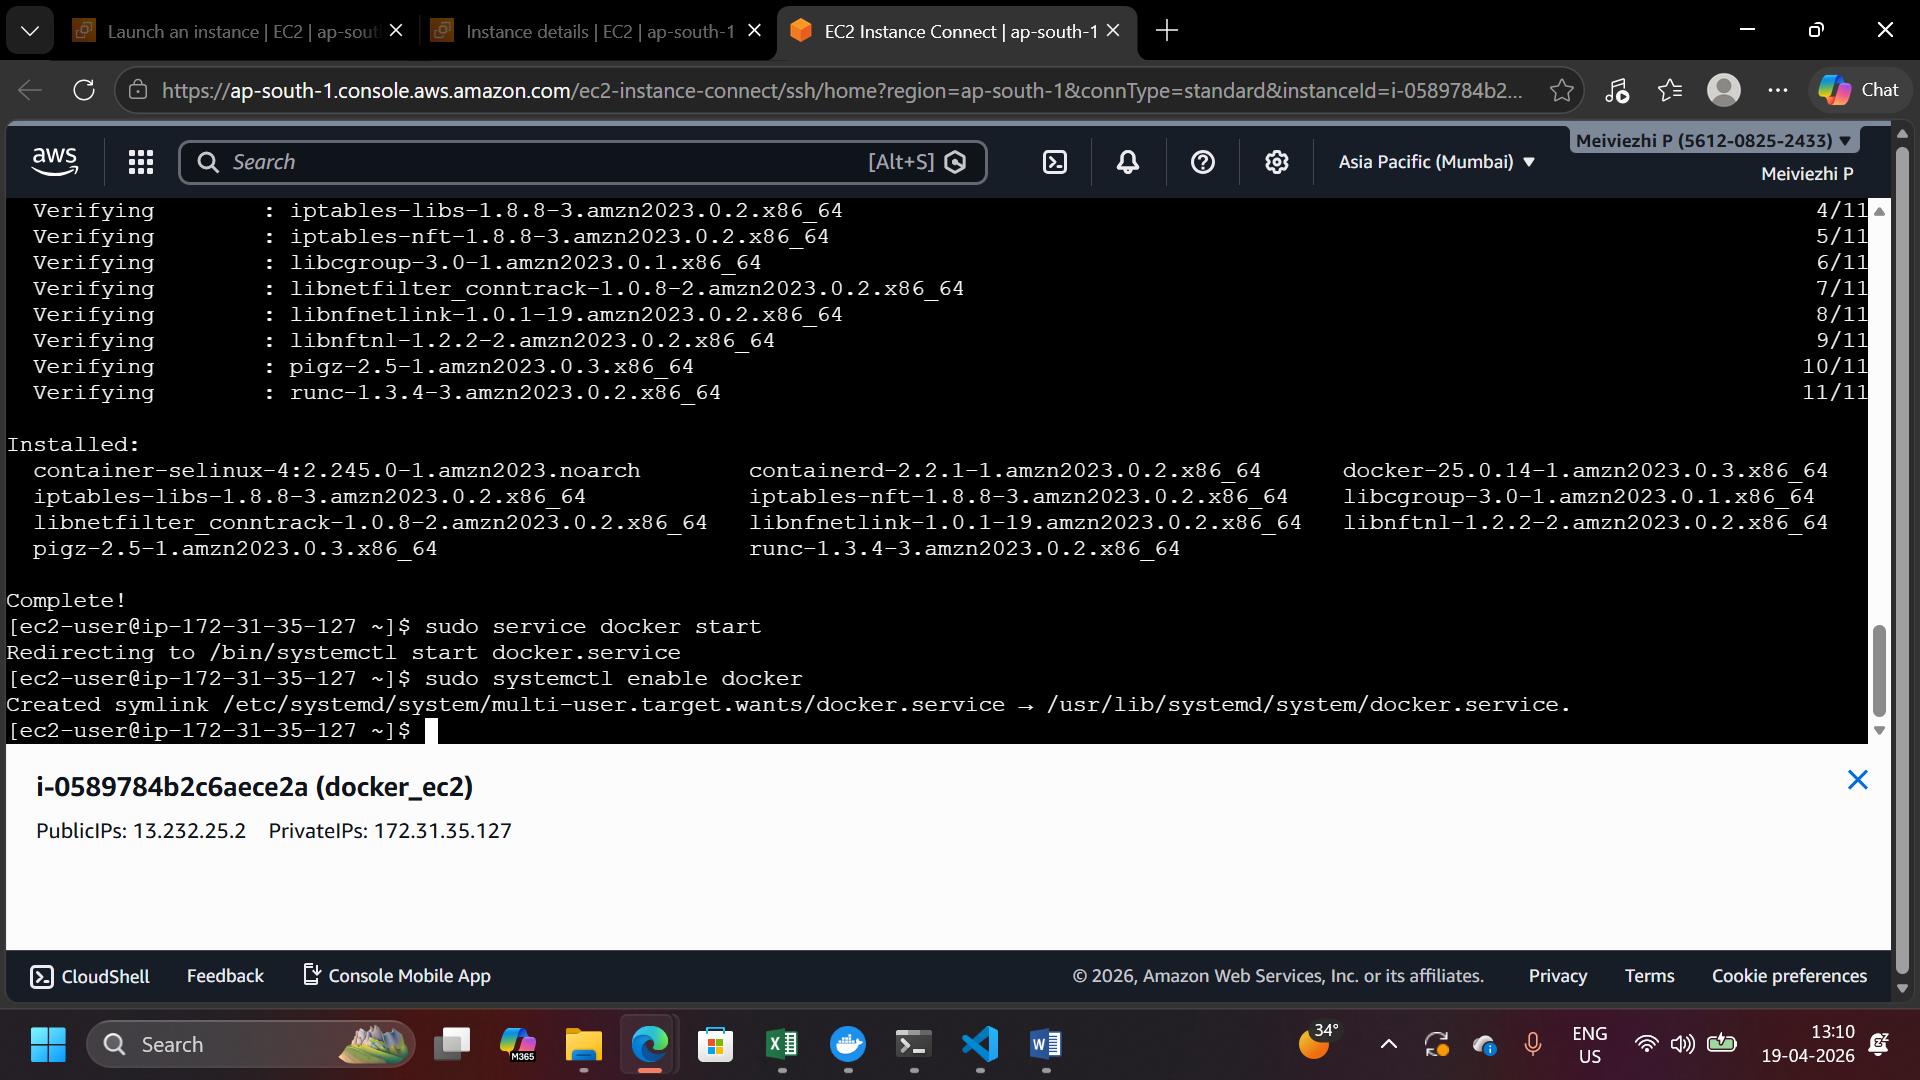 Launch an instance | EC2 | ap-sout
Instance details | EC2 | ap-south-1
EC2 Instance Connect | ap-south-1
https://ap-south-1.console.aws.amazon.com/ec2-instance-connect/ssh/home?region=ap-south-1&connType=standard&instanceId=i-0589784b2...
Chat
aws
Search
[Alt+S]
Asia Pacific (Mumbai)
Meiviezhi P (5612-0825-2433)
Meiviezhi P
Verifying : iptables-libs-1.8.8-3.amzn2023.0.2.x86_64 4/11
Verifying : iptables-nft-1.8.8-3.amzn2023.0.2.x86_64 5/11
Verifying : libcgroup-3.0-1.amzn2023.0.1.x86_64 6/11
Verifying : libnetfilter_conntrack-1.0.8-2.amzn2023.0.2.x86_64 7/11
Verifying : libnfnetlink-1.0.1-19.amzn2023.0.2.x86_64 8/11
Verifying : libnftnl-1.2.2-2.amzn2023.0.2.x86_64 9/11
Verifying : pigz-2.5-1.amzn2023.0.3.x86_64 10/11
Verifying : runc-1.3.4-3.amzn2023.0.2.x86_64 11/11
Installed:
container-selinux-4:2.245.0-1.amzn2023.noarch containerd-2.2.1-1.amzn2023.0.2.x86_64 docker-25.0.14-1.amzn2023.0.3.x86_64
iptables-libs-1.8.8-3.amzn2023.0.2.x86_64 iptables-nft-1.8.8-3.amzn2023.0.2.x86_64 libcgroup-3.0-1.amzn2023.0.1.x86_64
libnetfilter_conntrack-1.0.8-2.amzn2023.0.2.x86_64 libnfnetlink-1.0.1-19.amzn2023.0.2.x86_64 libnftnl-1.2.2-2.amzn2023.0.2.x86_64
pigz-2.5-1.amzn2023.0.3.x86_64 runc-1.3.4-3.amzn2023.0.2.x86_64
Complete!
[ec2-user@ip-172-31-35-127 ~]$ sudo service docker start
Redirecting to /bin/systemctl start docker.service
[ec2-user@ip-172-31-35-127 ~]$ sudo systemctl enable docker
Created symlink /etc/systemd/system/multi-user.target.wants/docker.service → /usr/lib/systemd/system/docker.service.
[ec2-user@ip-172-31-35-127 ~]$
i-0589784b2c6aece2a (docker_ec2)
PublicIPs: 13.232.25.2 PrivateIPs: 172.31.35.127
CloudShell
Feedback
Console Mobile App
© 2026, Amazon Web Services, Inc. or its affiliates.
Privacy
Terms
Cookie preferences
Search
M365
34°
ENG
US
13:10
19-04-2026